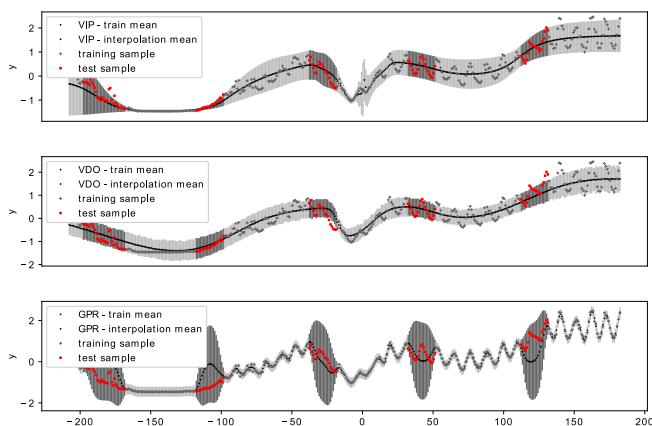 VIP - train mean
VIP - interpolation mean
training sample
test sample
2
1
0
−1
y
VDO - train mean
VDO - interpolation mean
training sample
test sample
2
1
0
−1
−2
y
GPR - train mean
GPR - interpolation mean
training sample
test sample
2
0
−2
y
−200
−150
−100
−50
0
50
100
150
200